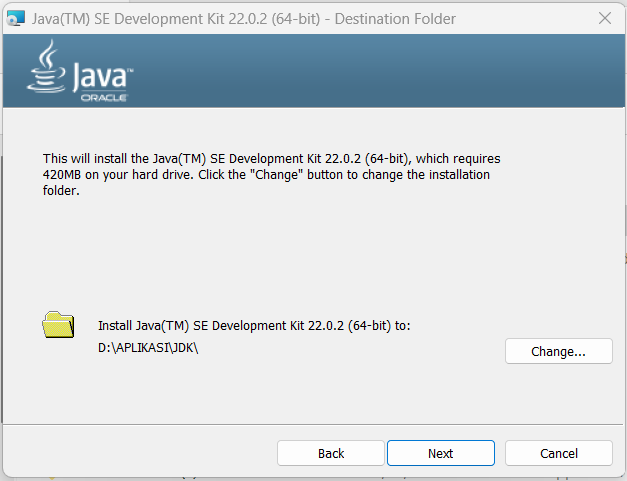 Java(TM) SE Development Kit 22.0.2 (64-bit) - Destination Folder
Java™
ORACLE
This will install the Java(TM) SE Development Kit 22.0.2 (64-bit), which requires
420MB on your hard drive. Click the "Change" button to change the installation
folder.
Install Java(TM) SE Development Kit 22.0.2 (64-bit) to:
D:\APLIKASI\JDK\
Change...
Back
Next
Cancel